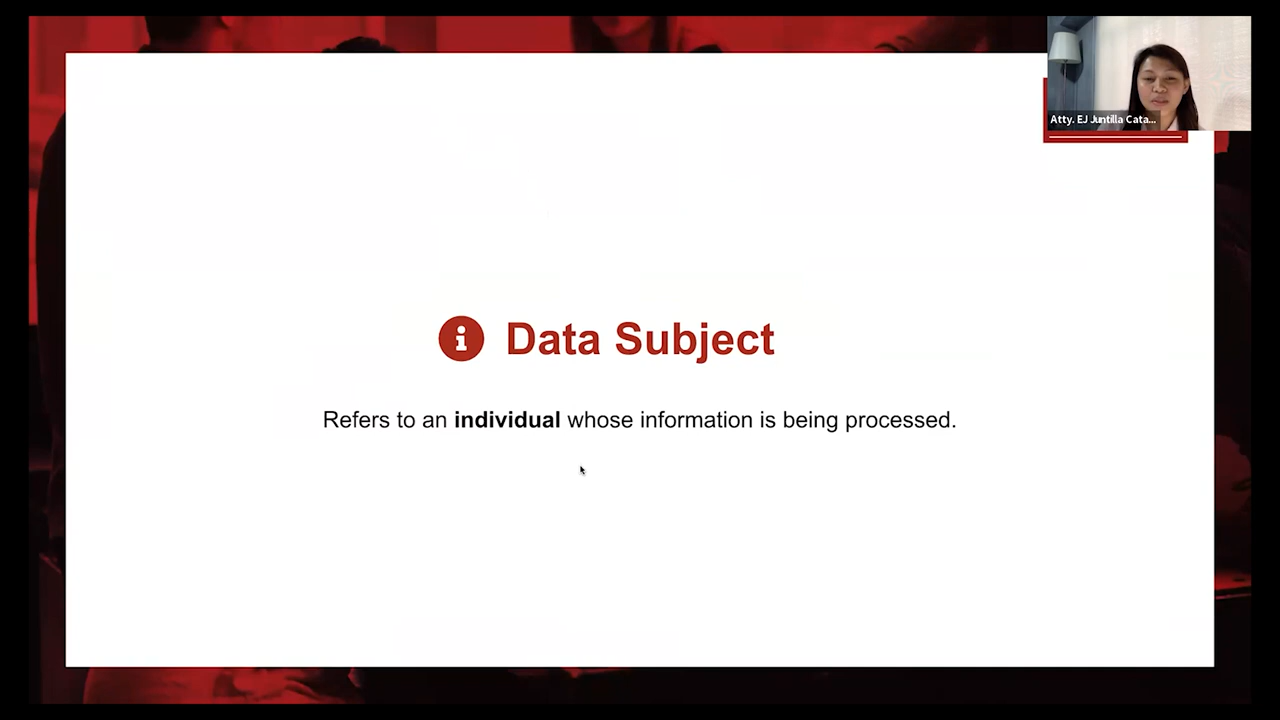 Atty. EJ Juntilla Cata...
Data Subject
Refers to an individual whose information is being processed.